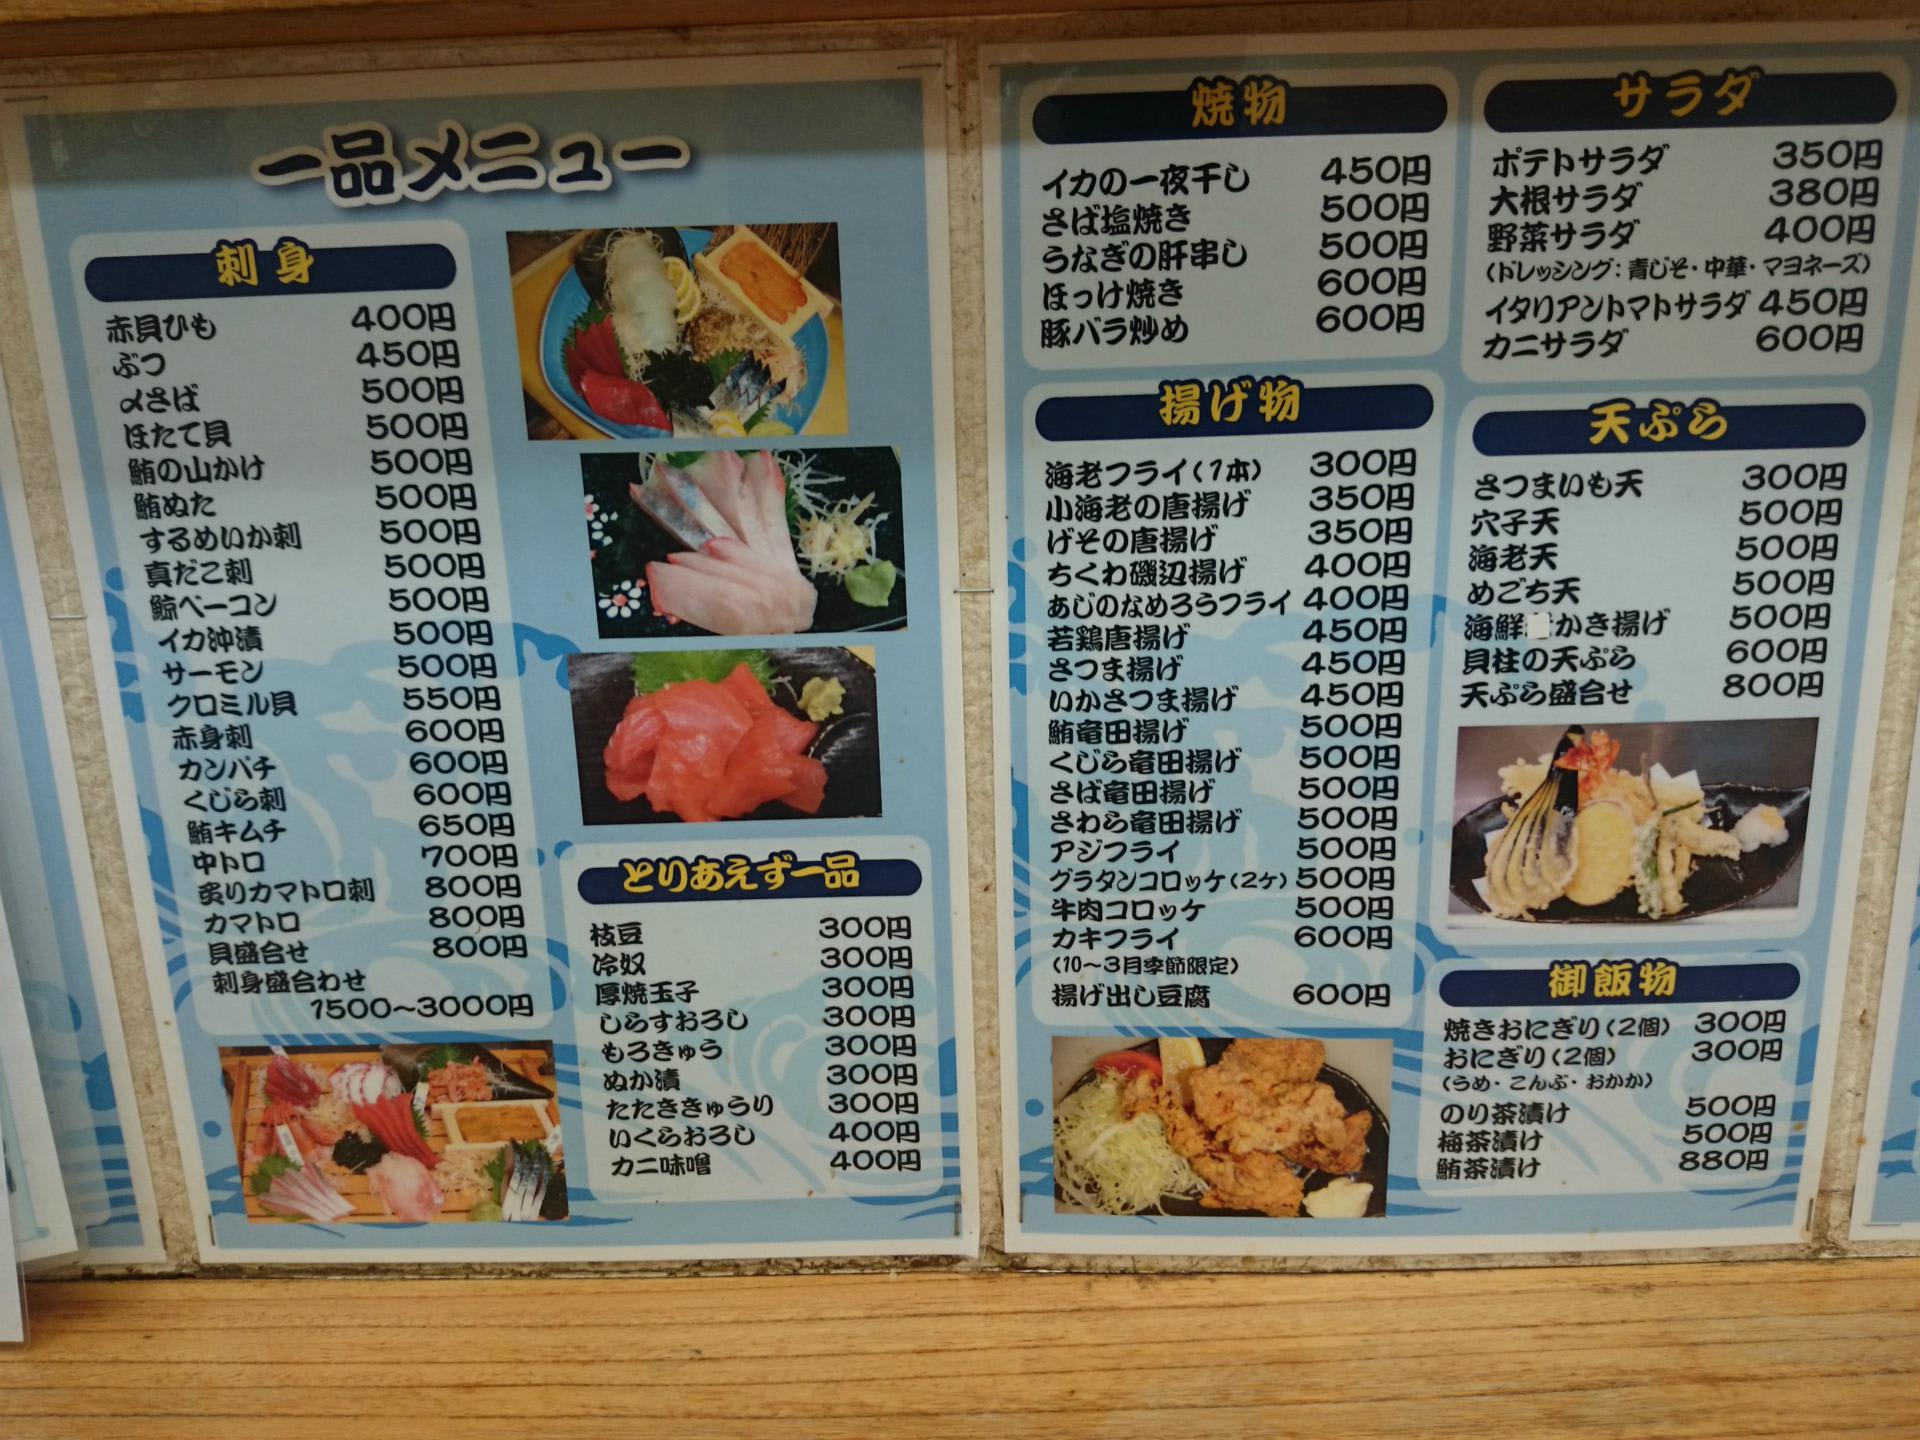 一品メニュー
刺身
赤貝ひも 400円
ぶつ 450円
〆さば 500円
ほたて貝 500円
鮪の山かけ 500円
鮪ぬた 500円
するめいか刺 500円
真だこ刺 500円
鯨ベーコン 500円
イカ沖漬 500円
サーモン 500円
クロミル貝 550円
赤身刺 600円
カンパチ 600円
くじら刺 600円
鮪キムチ 650円
中トロ 700円
炙りカマトロ刺 800円
カマトロ 800円
貝盛合せ 800円
刺身盛合わせ
1500～3000円
とりあえず一品
枝豆 300円
冷奴 300円
厚焼玉子 300円
しらすおろし 300円
もろきゅう 300円
ぬか漬 300円
たたききゅうり 300円
いくらおろし 400円
カニ味噌 400円
焼物
イカの一夜干し 450円
さば塩焼き 500円
うなぎの肝串し 500円
ほっけ焼き 600円
豚バラ炒め 600円
揚げ物
海老フライ(1本) 300円
小海老の唐揚げ 350円
げその唐揚げ 350円
ちくわ磯辺揚げ 400円
あじのなめろうフライ 400円
若鶏唐揚げ 450円
さつま揚げ 450円
いかさつま揚げ 450円
鮪竜田揚げ 500円
くじら竜田揚げ 500円
さば竜田揚げ 500円
さわら竜田揚げ 500円
アジフライ 500円
グラタンコロッケ(2ケ) 500円
牛肉コロッケ 500円
カキフライ 600円
(10～3月季節限定)
揚げ出し豆腐 600円
サラダ
ポテトサラダ 350円
大根サラダ 380円
野菜サラダ 400円
(ドレッシング:青じそ・中華・マヨネーズ)
イタリアントマトサラダ 450円
カニサラダ 600円
天ぷら
さつまいも天 300円
穴子天 500円
海老天 500円
めごち天 500円
海鮮かき揚げ 500円
貝柱の天ぷら 600円
天ぷら盛合せ 800円
御飯物
焼きおにぎり(2個) 300円
おにぎり(2個) 300円
(うめ・こんぶ・おかか)
のり茶漬け 500円
梅茶漬け 500円
鮪茶漬け 880円